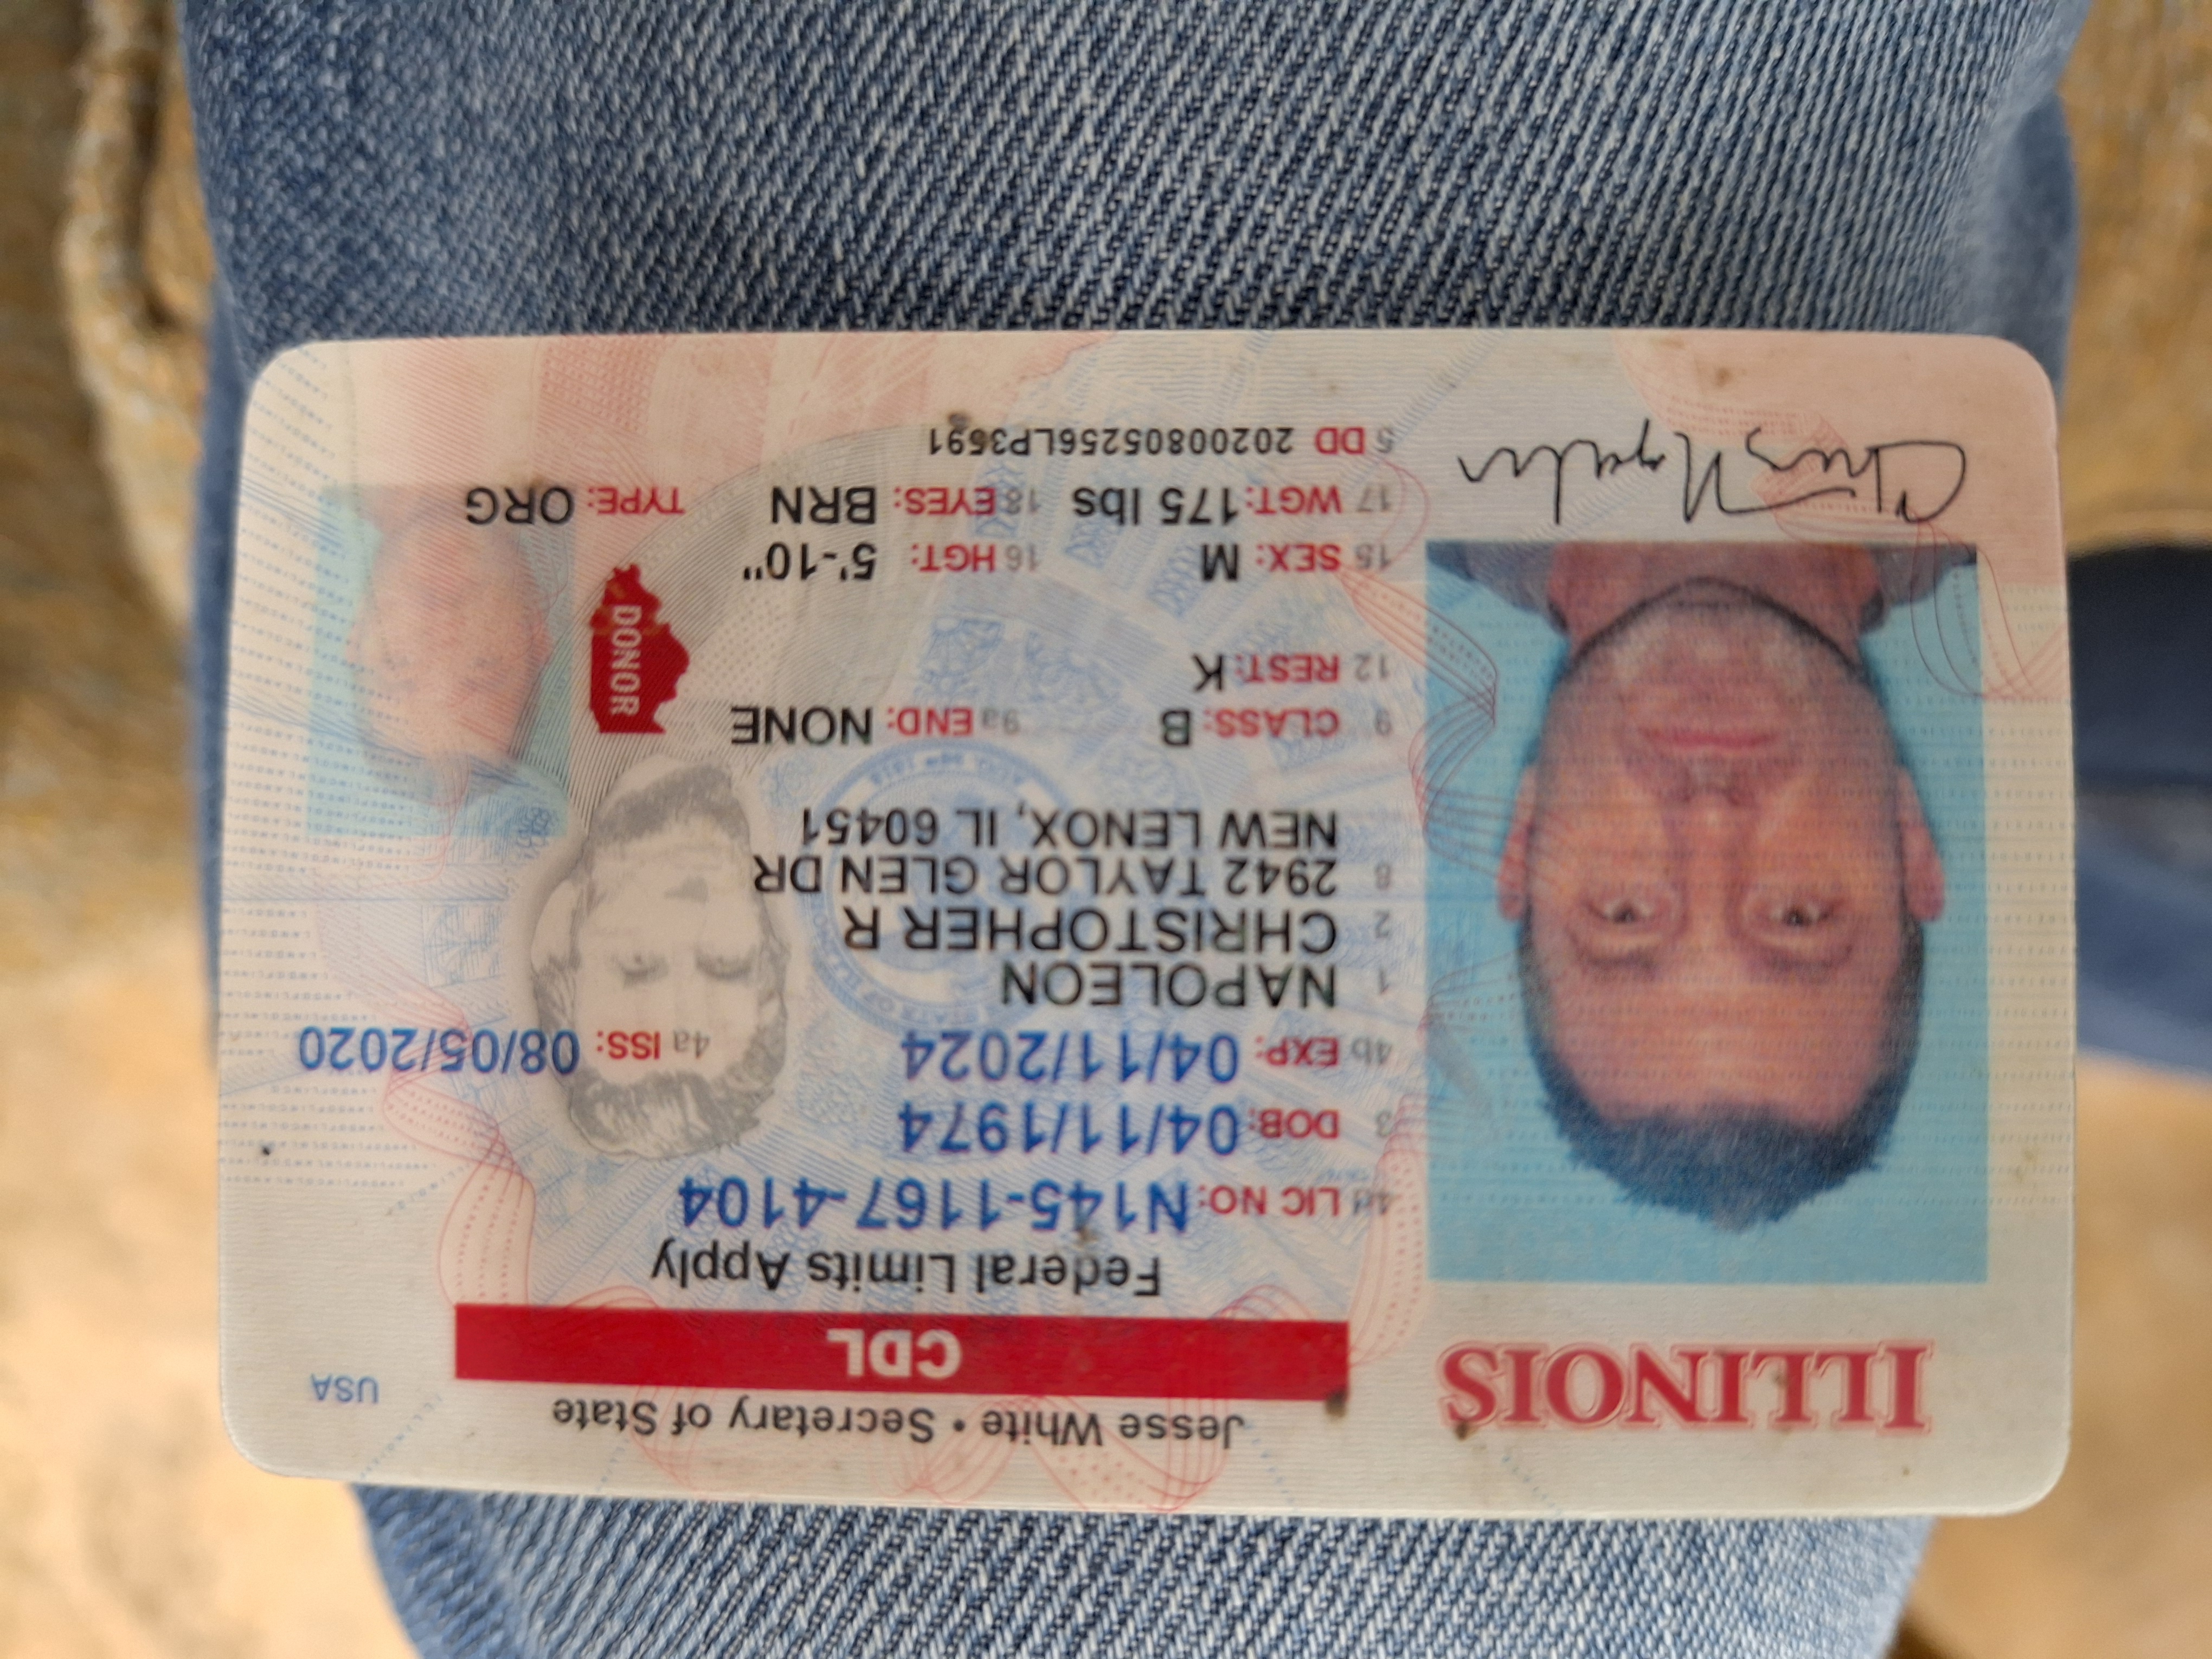 ILLINOIS
Jesse White • Secretary of State
USA
CDL
Federal Limits Apply
4d LIC NO: N145-1167-4104
3 DOB: 04/11/1974
4b EXP: 04/11/2024
4a ISS: 08/05/2020
1 NAPOLEON
2 CHRISTOPHER R
8 2942 TAYLOR GLEN DR
NEW LENOX, IL 60451
9 CLASS: B
9a END: NONE
12 REST: K
DONOR
15 SEX: M
16 HGT: 5'-10"
17 WGT: 175 lbs
18 EYES: BRN
TYPE: ORG
5 DD 20200805256LP3591